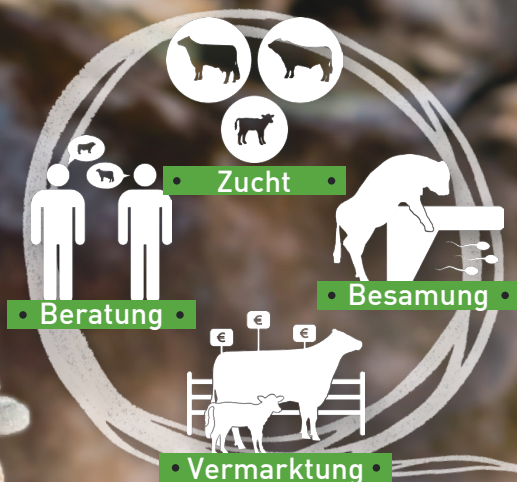 Zucht
Beratung
Besamung
€ € €
Vermarktung